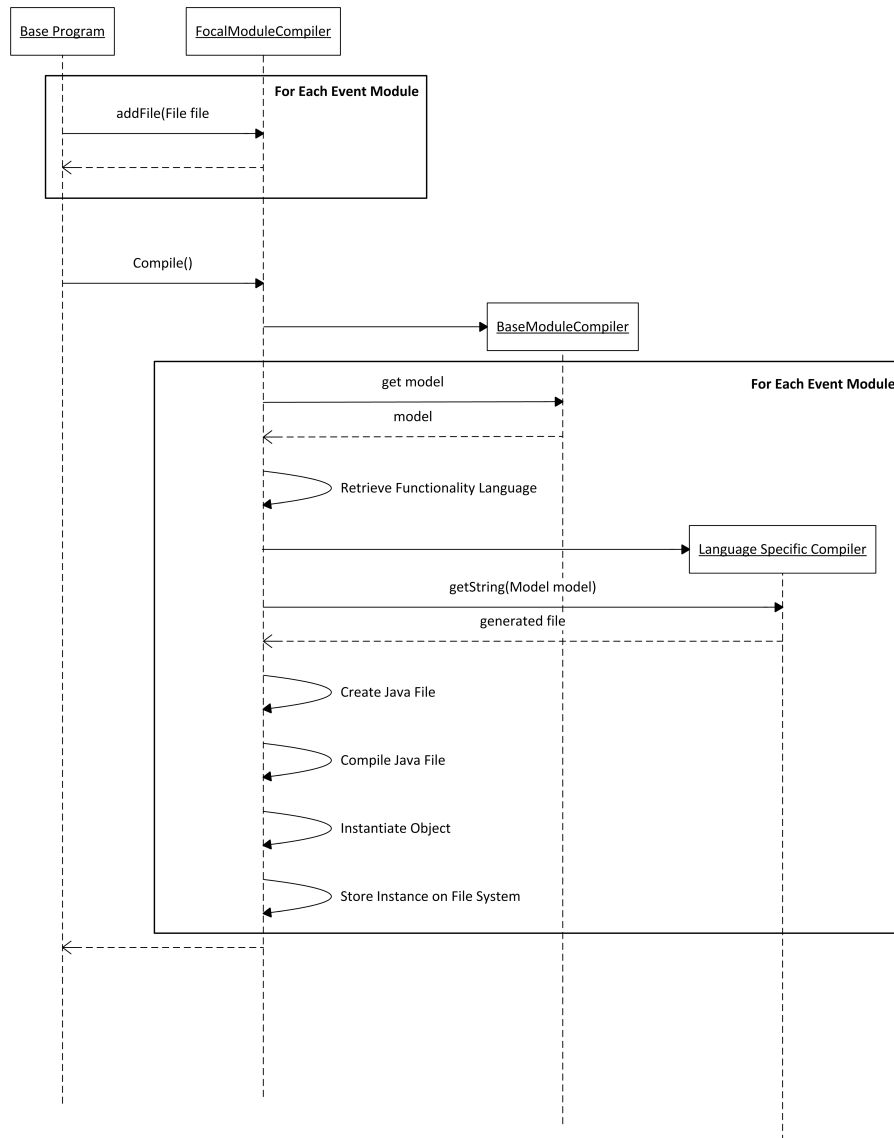 Base Program
FocalModuleCompiler
For Each Event Module
addFile(File file
Compile()
BaseModuleCompiler
get model
For Each Event Module
model
Retrieve Functionality Language
Language Specific Compiler
getString(Model model)
generated file
Create Java File
Compile Java File
Instantiate Object
Store Instance on File System